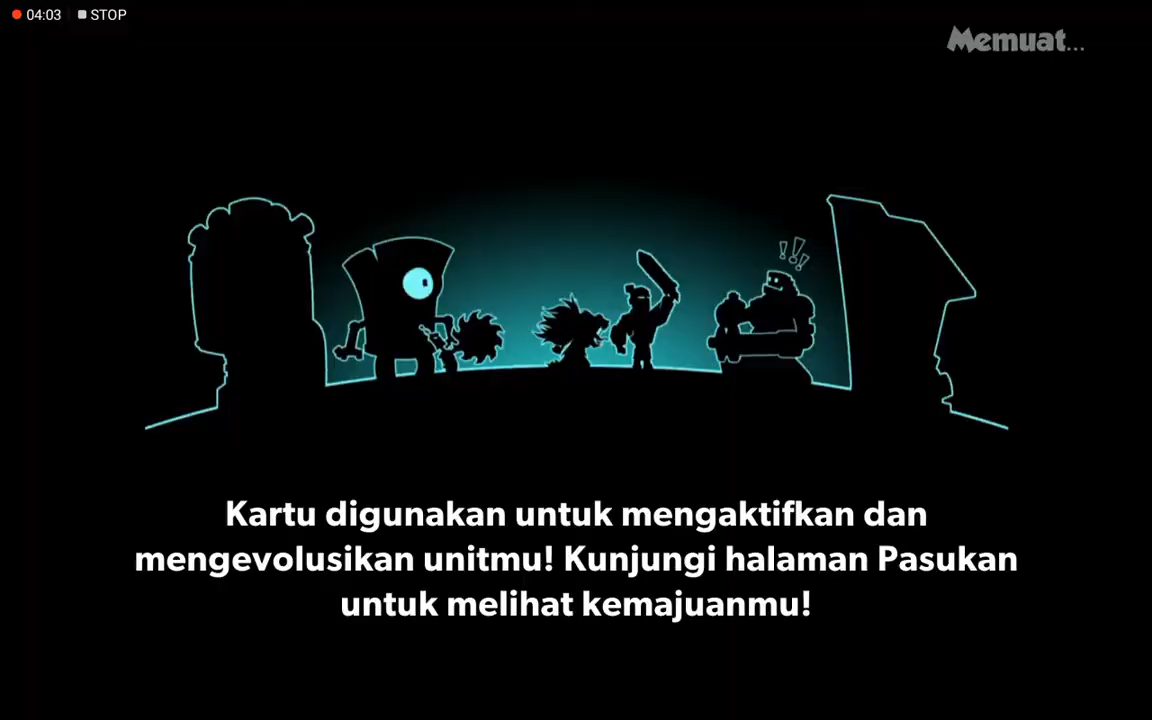 04:03 STOP
Memuat...
Kartu digunakan untuk mengaktifkan dan
mengevolusikan unitmu! Kunjungi halaman Pasukan
untuk melihat kemajuanmu!